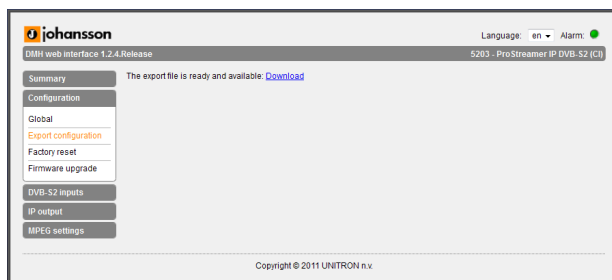 johansson
Language: en Alarm:
DMH web interface 1.2.4.Release
5203 - ProStreamer IP DVB-S2 (CI)
Summary
Configuration
Global
Export configuration
Factory reset
Firmware upgrade
DVB-S2 inputs
IP output
MPEG settings
The export file is ready and available: Download
Copyright © 2011 UNITRON n.v.